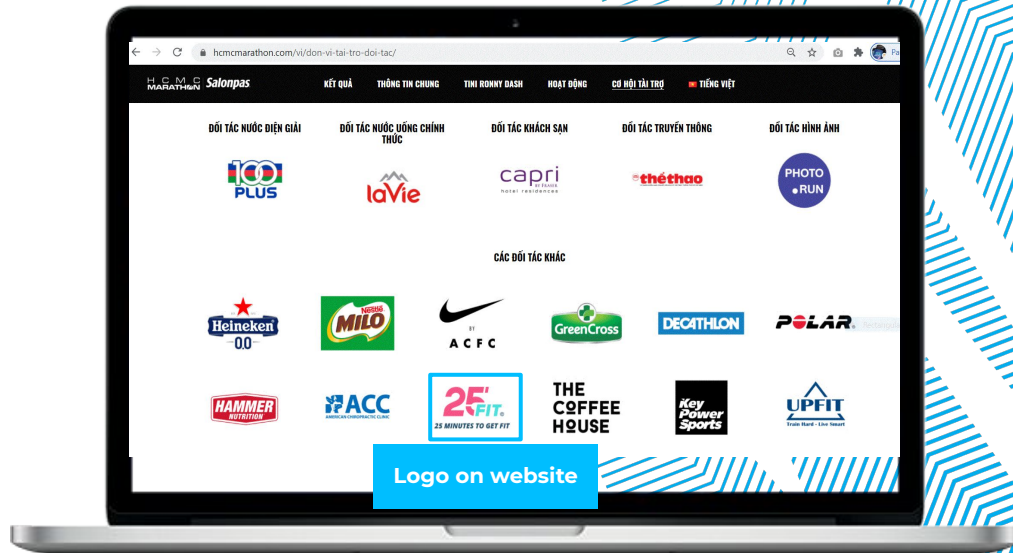 hcmcmarathon.com/vi/don-vi-tai-tro-doi-tac/
Pa
HCMC
MARATHON
Salonpas
KẾT QUẢ
THÔNG TIN CHUNG
TINI RONNY DASH
HOẠT ĐỘNG
CƠ HỘI TÀI TRỢ
TIẾNG VIỆT
ĐỐI TÁC NƯỚC ĐIỆN GIẢI
ĐỐI TÁC NƯỚC UỐNG CHÍNH
THỨC
ĐỐI TÁC KHÁCH SẠN
ĐỐI TÁC TRUYỀN THÔNG
ĐỐI TÁC HÌNH ẢNH
100
PLUS
laVie
capri
BY FRASER
hotel residences
thểthao
PHOTO
RUN
CÁC ĐỐI TÁC KHÁC
Heineken
0.0
Nestlé
MILO
BY
ACFC
GreenCross
DECATHLON
POLAR.
HAMMER
NUTRITION
ACC
AMERICAN CHIROPRACTIC CLINIC
25'
FIT.
25 MINUTES TO GET FIT
THE
COFFEE
HOUSE
Key
Power
Sports
UPFIT
Train Hard - Live Smart
Logo on website